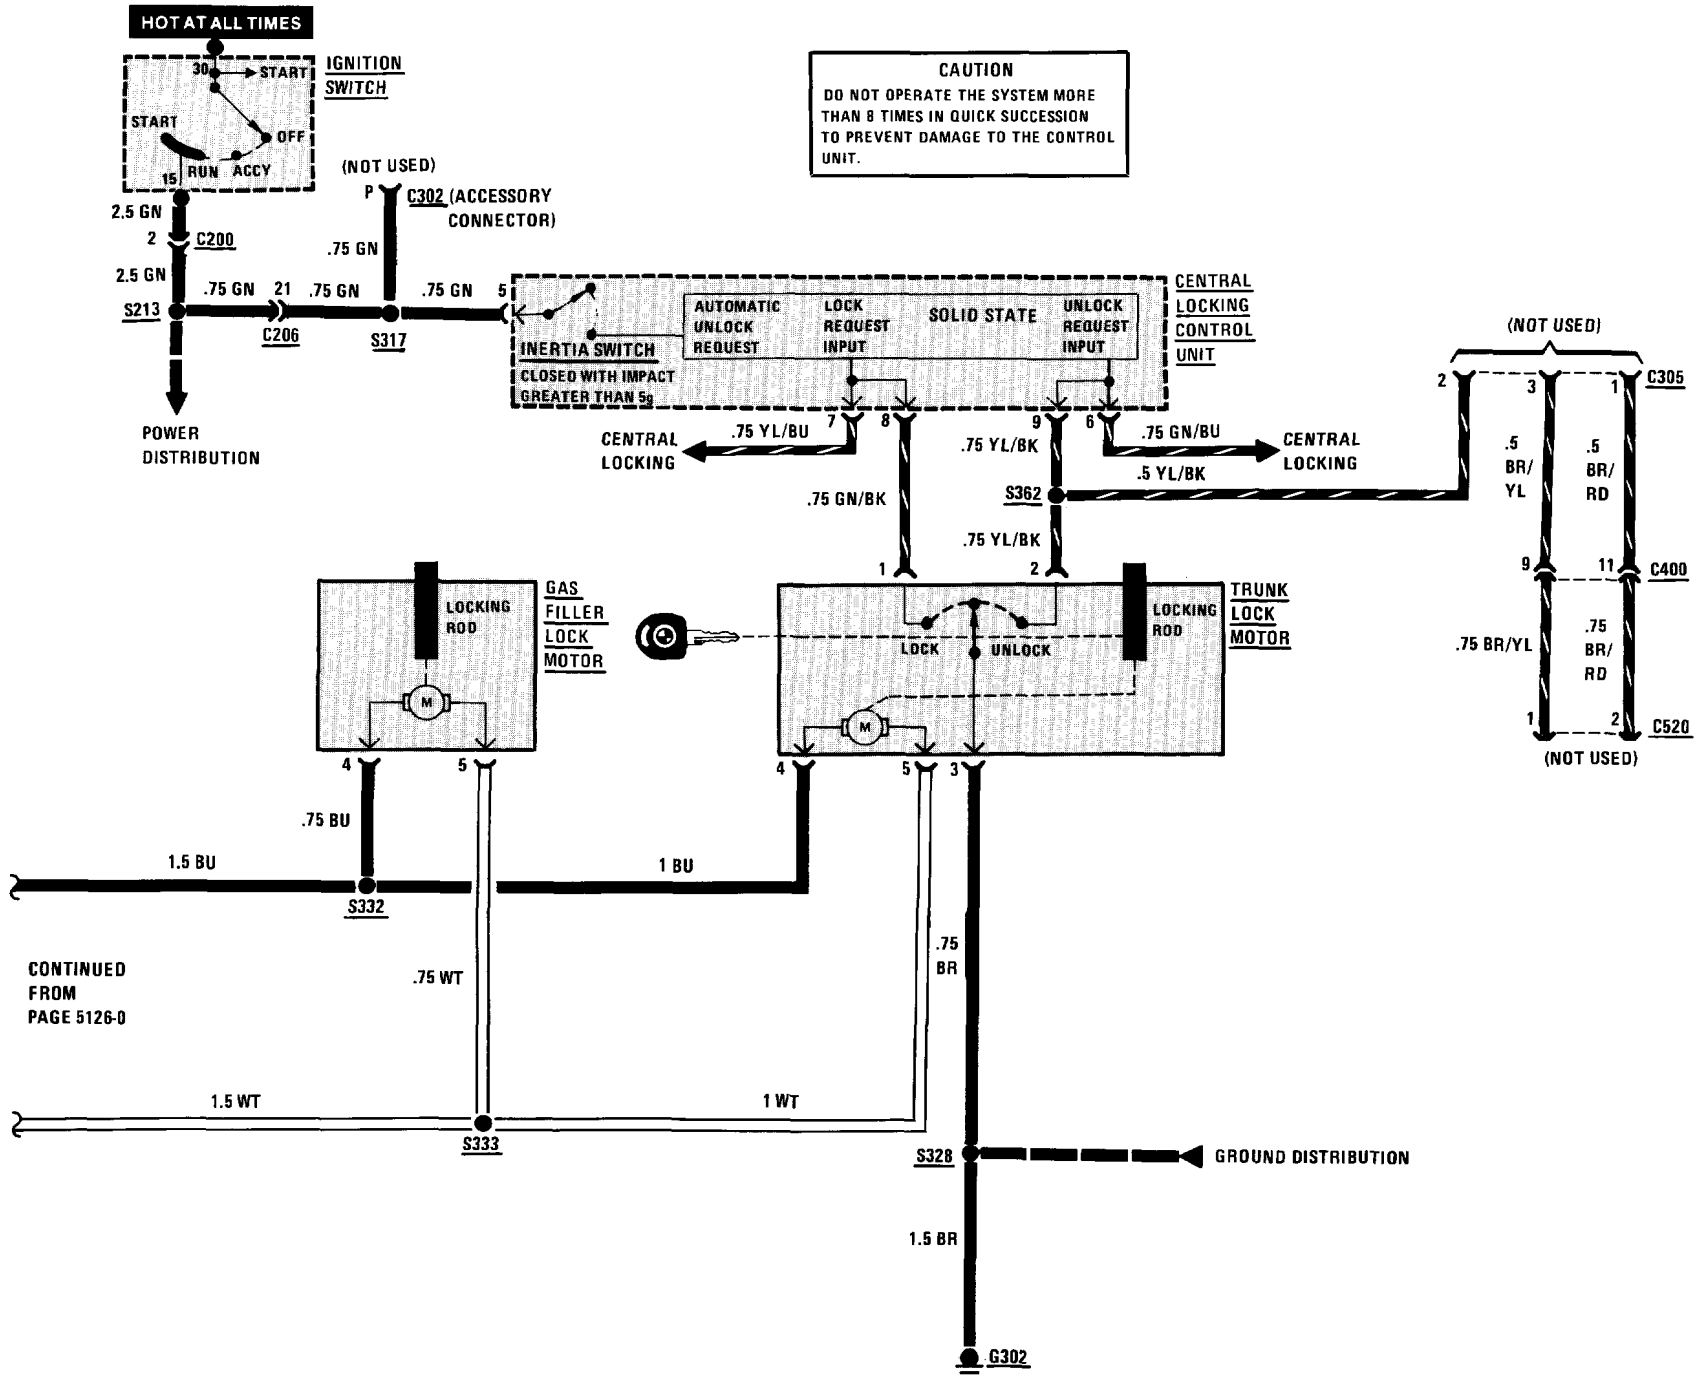 HOT AT ALL TIMES
IGNITION
SWITCH
30
START
START
OFF
RUN
ACCY
15
2.5 GN
2
C200
2.5 GN
S213
.75 GN
21
C206
.75 GN
S317
.75 GN
5
(NOT USED)
P
C302 (ACCESSORY
CONNECTOR)
.75 GN
POWER
DISTRIBUTION
CAUTION
DO NOT OPERATE THE SYSTEM MORE
THAN 8 TIMES IN QUICK SUCCESSION
TO PREVENT DAMAGE TO THE CONTROL
UNIT.
CENTRAL
LOCKING
CONTROL
UNIT
AUTOMATIC
UNLOCK
REQUEST
LOCK
REQUEST
INPUT
SOLID STATE
UNLOCK
REQUEST
INPUT
INERTIA SWITCH
CLOSED WITH IMPACT
GREATER THAN 5g
7
8
9
6
CENTRAL
LOCKING
.75 YL/BU
.75 GN/BK
.75 YL/BK
.75 GN/BU
CENTRAL
LOCKING
S362
.5 YL/BK
.75 YL/BK
(NOT USED)
2
3
1
C305
.5
BR/
YL
.5
BR/
RD
9
11
C400
.75 BR/YL
.75
BR/
RD
1
2
C520
(NOT USED)
GAS
FILLER
LOCK
MOTOR
LOCKING
ROD
M
4
5
1
2
TRUNK
LOCK
MOTOR
LOCKING
ROD
LOCK
UNLOCK
M
4
5
3
.75 BU
1.5 BU
1 BU
S332
.75 WT
.75
BR
CONTINUED
FROM
PAGE 5126-0
1.5 WT
1 WT
S333
S328
GROUND DISTRIBUTION
1.5 BR
G302